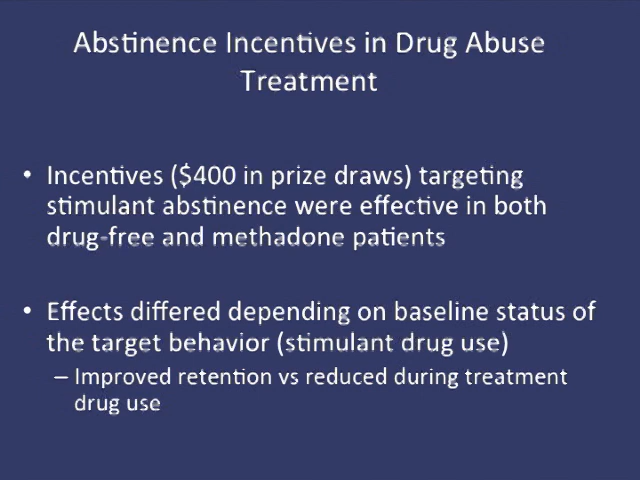 Abstinence Incentives in Drug Abuse
Treatment
• Incentives ($400 in prize draws) targeting
stimulant abstinence were effective in both
drug-free and methadone patients
• Effects differed depending on baseline status of
the target behavior (stimulant drug use)
– Improved retention vs reduced during treatment
drug use